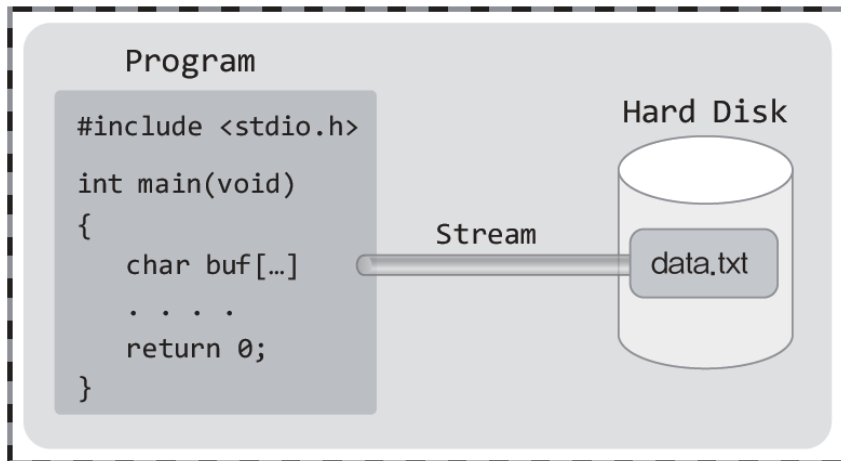 Program
#include <stdio.h>
int main(void)
{
char buf[…]
. . . .
return 0;
}
Stream
Hard Disk
data.txt